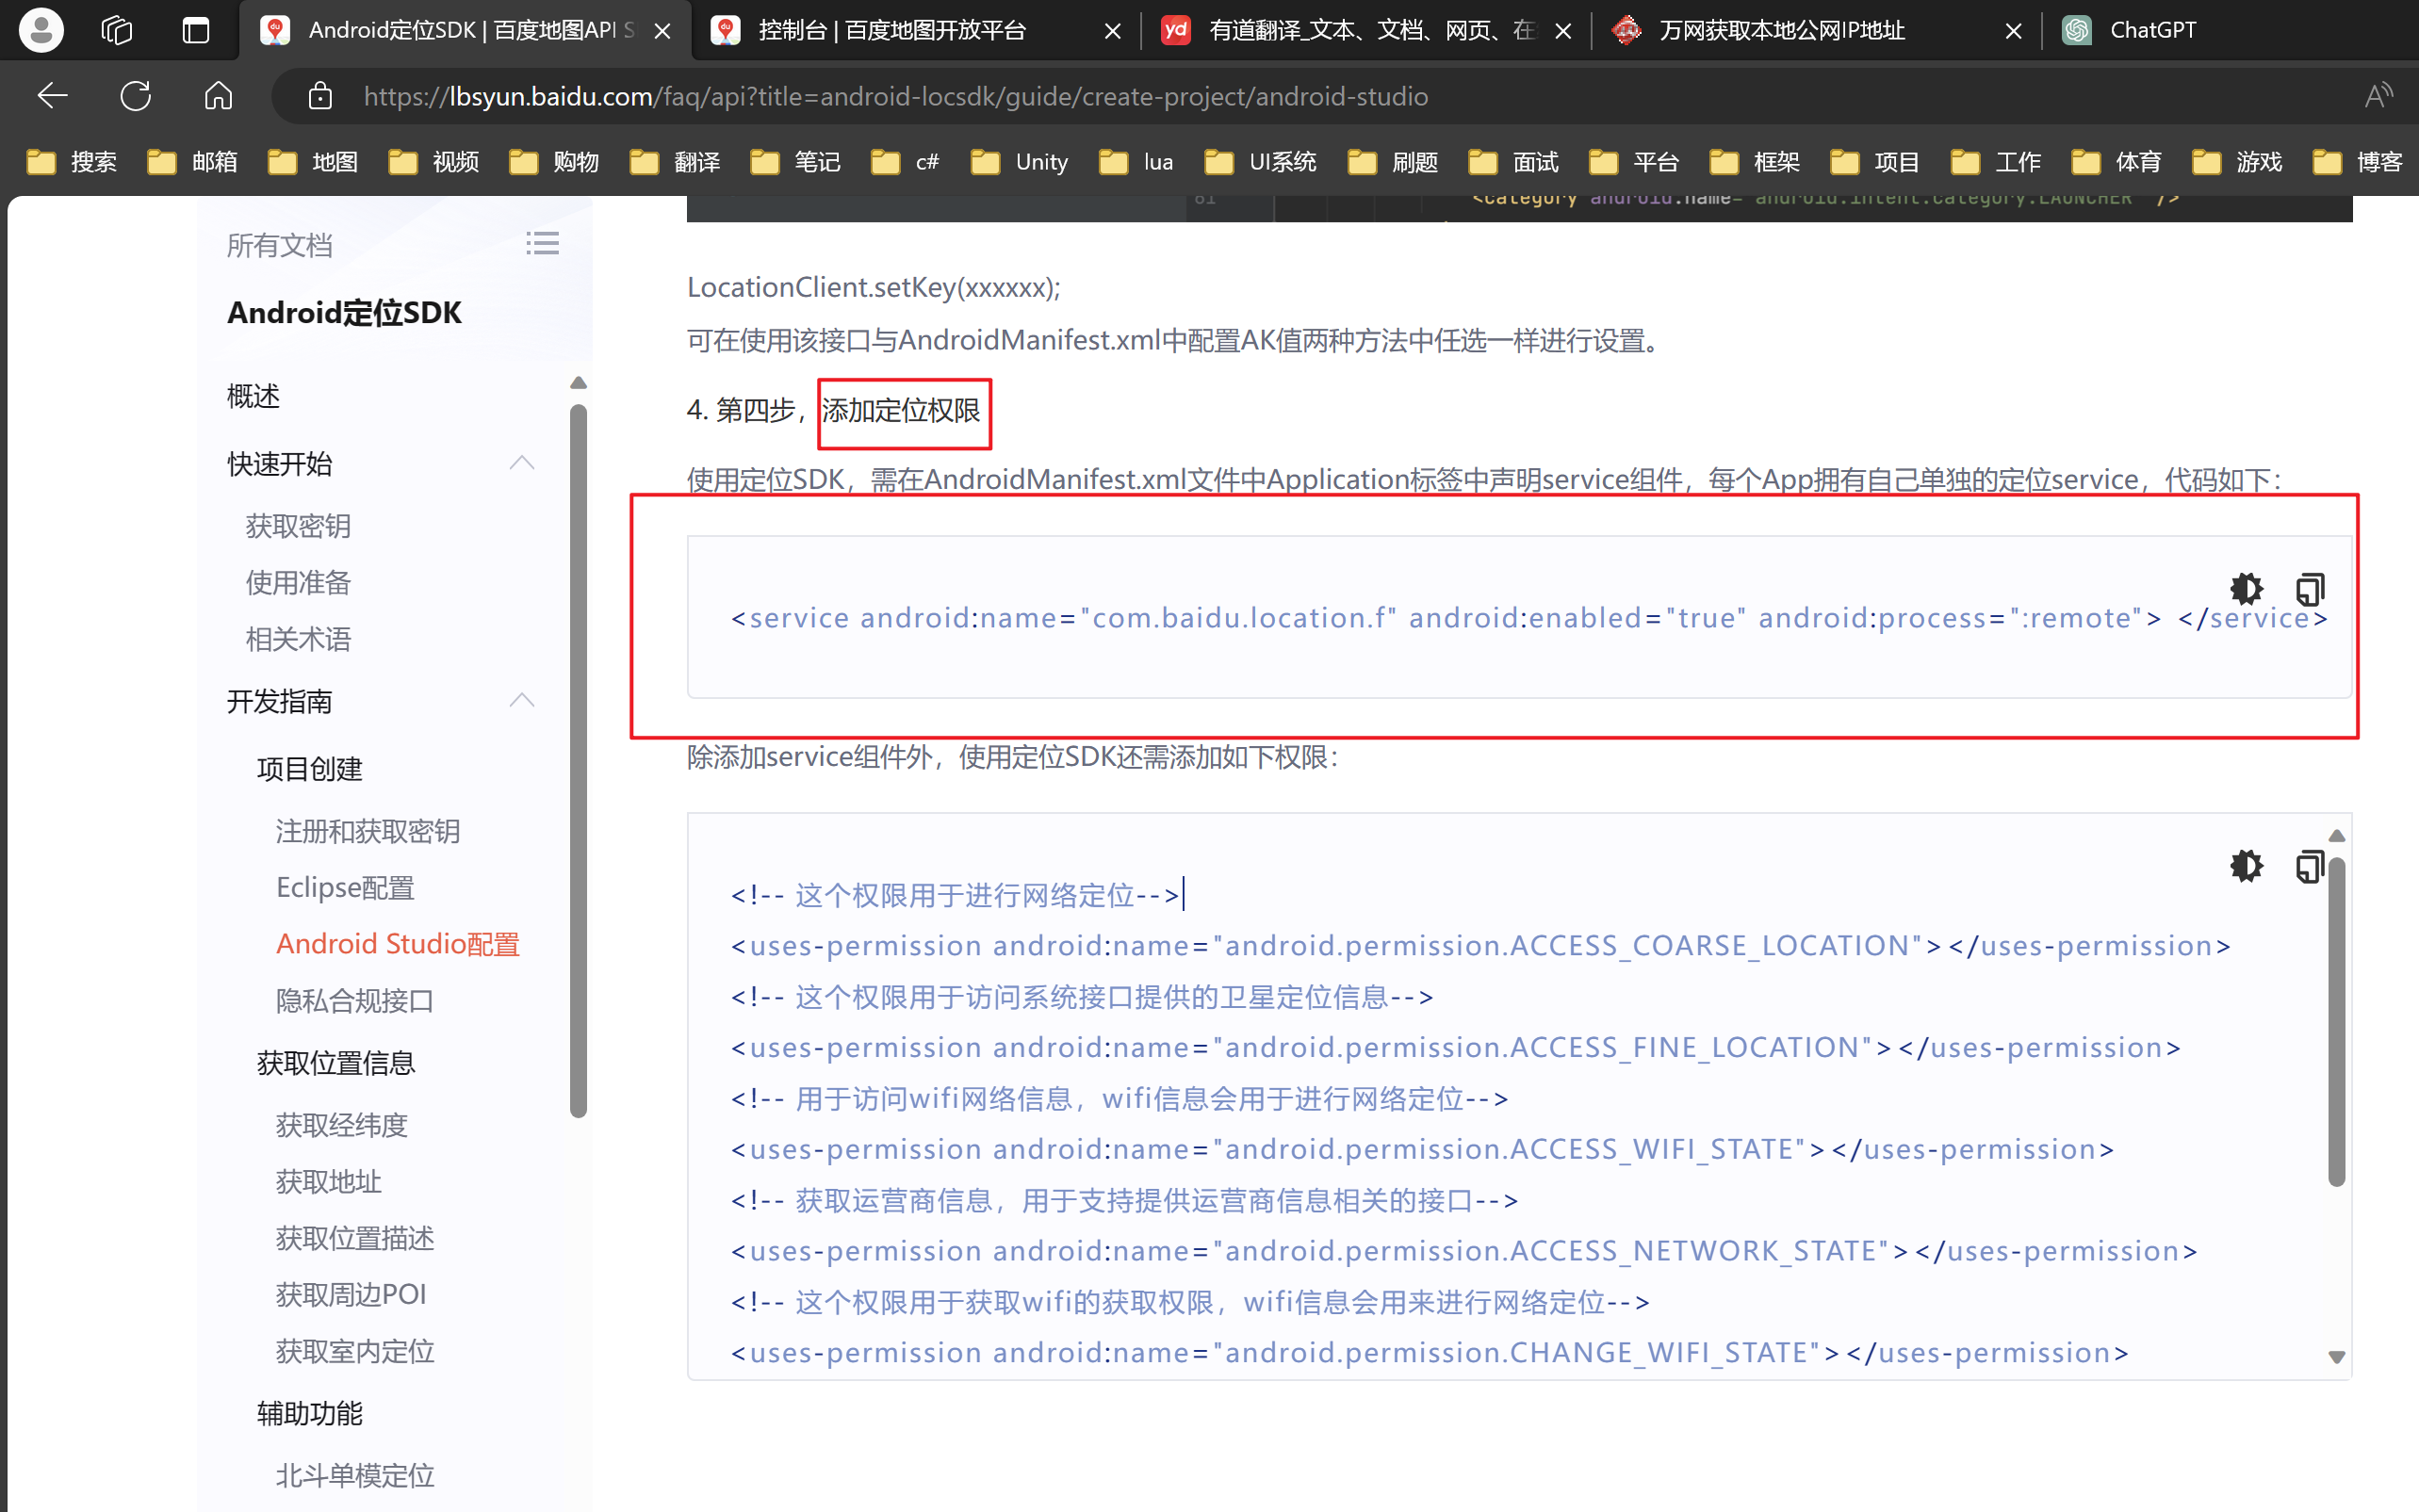 Android定位SDK | 百度地图API S
控制台 | 百度地图开放平台
有道翻译_文本、文档、网页、在
万网获取本地公网IP地址
ChatGPT
https://lbsyun.baidu.com/faq/api?title=android-locsdk/guide/create-project/android-studio
搜索 邮箱 地图 视频 购物 翻译 笔记 c# Unity lua UI系统 刷题 面试 平台 框架 项目 工作 体育 游戏 博客
所有文档
Android定位SDK
概述
快速开始
获取密钥
使用准备
相关术语
开发指南
项目创建
注册和获取密钥
Eclipse配置
Android Studio配置
隐私合规接口
获取位置信息
获取经纬度
获取地址
获取位置描述
获取周边POI
获取室内定位
辅助功能
北斗单模定位
61 <category android:name="android.intent.category.LAUNCHER" />
LocationClient.setKey(xxxxxx);
可在使用该接口与AndroidManifest.xml中配置AK值两种方法中任选一样进行设置。
4. 第四步，添加定位权限
使用定位SDK，需在AndroidManifest.xml文件中Application标签中声明service组件，每个App拥有自己单独的定位service，代码如下：
<service android:name="com.baidu.location.f" android:enabled="true" android:process=":remote"> </service>
除添加service组件外，使用定位SDK还需添加如下权限：
<!-- 这个权限用于进行网络定位-->
<uses-permission android:name="android.permission.ACCESS_COARSE_LOCATION"></uses-permission>
<!-- 这个权限用于访问系统接口提供的卫星定位信息-->
<uses-permission android:name="android.permission.ACCESS_FINE_LOCATION"></uses-permission>
<!-- 用于访问wifi网络信息，wifi信息会用于进行网络定位-->
<uses-permission android:name="android.permission.ACCESS_WIFI_STATE"></uses-permission>
<!-- 获取运营商信息，用于支持提供运营商信息相关的接口-->
<uses-permission android:name="android.permission.ACCESS_NETWORK_STATE"></uses-permission>
<!-- 这个权限用于获取wifi的获取权限，wifi信息会用来进行网络定位-->
<uses-permission android:name="android.permission.CHANGE_WIFI_STATE"></uses-permission>